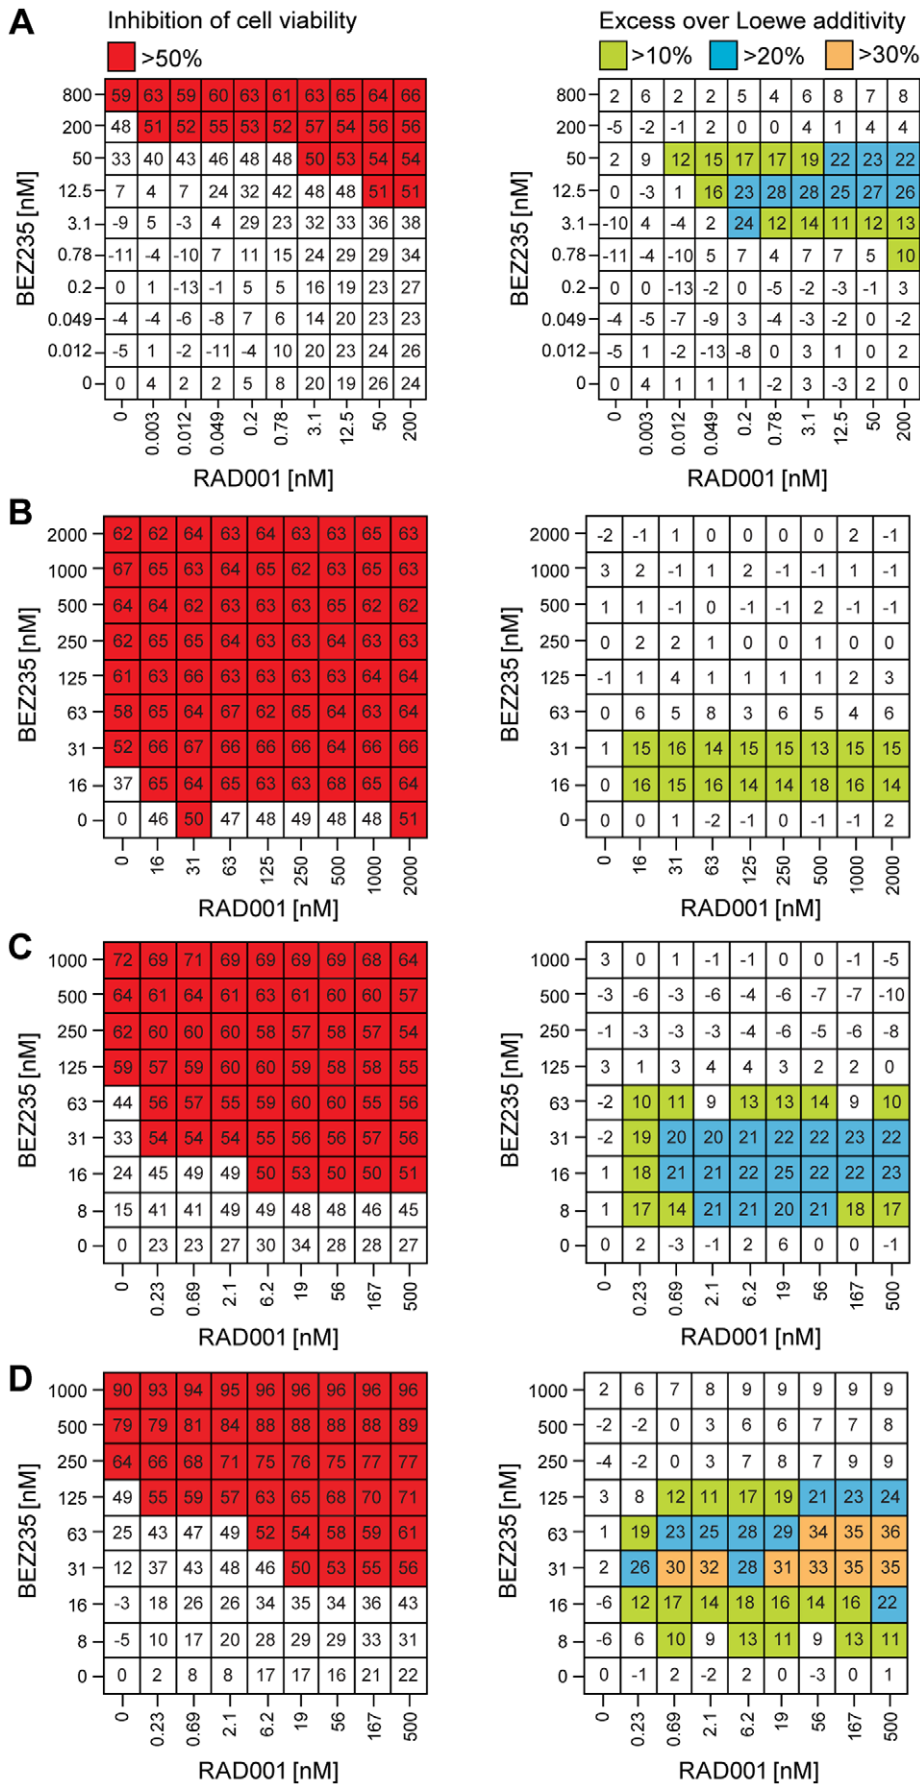 A
Inhibition of cell viability
>50%
Excess over Loewe additivity
>10% >20% >30%
BEZ235 [nM]
800 59 63 59 60 63 61 63 65 64 66
200 48 51 52 55 53 52 57 54 56 56
50 33 40 43 46 48 48 50 53 54 54
12.5 7 4 7 24 32 42 48 48 51 51
3.1 -9 5 -3 4 29 23 32 33 36 38
0.78 -11 -4 -10 7 11 15 24 29 29 34
0.2 0 1 -13 -1 5 5 16 19 23 27
0.049 -4 -4 -6 -8 7 6 14 20 23 23
0.012 -5 1 -2 -11 -4 10 20 23 24 26
0 0 4 2 2 5 8 20 19 26 24
0 0.003 0.012 0.049 0.2 0.78 3.1 12.5 50 200
RAD001 [nM]
BEZ235 [nM]
800 2 6 2 2 5 4 6 8 7 8
200 -5 -2 -1 2 0 0 4 1 4 4
50 2 9 12 15 17 17 19 22 23 22
12.5 0 -3 1 16 23 28 28 25 27 26
3.1 -10 4 -4 2 24 12 14 11 12 13
0.78 -11 -4 -10 5 7 4 7 7 5 10
0.2 0 0 -13 -2 0 -5 -2 -3 -1 3
0.049 -4 -5 -7 -9 3 -4 -3 -2 0 -2
0.012 -5 1 -2 -13 -8 0 3 1 0 2
0 0 4 1 1 1 -2 3 -3 2 0
0 0.003 0.012 0.049 0.2 0.78 3.1 12.5 50 200
RAD001 [nM]
B
BEZ235 [nM]
2000 62 62 64 63 64 63 63 65 63
1000 67 65 63 64 65 62 63 65 63
500 64 64 62 63 63 63 65 62 62
250 62 65 65 64 63 63 64 63 63
125 61 63 66 63 63 63 63 64 64
63 58 65 64 67 62 65 64 63 64
31 52 66 67 66 66 66 64 66 66
16 37 65 64 65 63 63 68 65 64
0 0 46 50 47 48 49 48 48 51
0 16 31 63 125 250 500 1000 2000
RAD001 [nM]
BEZ235 [nM]
2000 -2 -1 1 0 0 0 0 2 -1
1000 3 2 -1 1 2 -1 -1 1 -1
500 1 1 -1 0 -1 -1 2 -1 -1
250 0 2 2 1 0 0 1 0 0
125 -1 1 4 1 1 1 1 2 3
63 0 6 5 8 3 6 5 4 6
31 1 15 16 14 15 15 13 15 15
16 0 16 15 16 14 14 18 16 14
0 0 0 1 -2 -1 0 -1 -1 2
0 16 31 63 125 250 500 1000 2000
RAD001 [nM]
C
BEZ235 [nM]
1000 72 69 71 69 69 69 69 68 64
500 64 61 64 61 63 61 60 60 57
250 62 60 60 60 58 57 58 57 54
125 59 57 59 60 60 59 58 58 55
63 44 56 57 55 59 60 60 55 56
31 33 54 54 54 55 56 56 57 56
16 24 45 49 49 50 53 50 50 51
8 15 41 41 49 49 48 48 46 45
0 0 23 23 27 30 34 28 28 27
0 0.23 0.69 2.1 6.2 19 56 167 500
RAD001 [nM]
BEZ235 [nM]
1000 3 0 1 -1 -1 0 0 -1 -5
500 -3 -6 -3 -6 -4 -6 -7 -7 -10
250 -1 -3 -3 -3 -4 -6 -5 -6 -8
125 3 1 3 4 4 3 2 2 0
63 -2 10 11 9 13 13 14 9 10
31 -2 19 20 20 21 22 22 23 22
16 1 18 21 21 22 25 22 22 23
8 1 17 14 21 21 20 21 18 17
0 0 2 -3 -1 2 6 0 0 -1
0 0.23 0.69 2.1 6.2 19 56 167 500
RAD001 [nM]
D
BEZ235 [nM]
1000 90 93 94 95 96 96 96 96 96
500 79 79 81 84 88 88 88 88 89
250 64 66 68 71 75 76 75 77 77
125 49 55 59 57 63 65 68 70 71
63 25 43 47 49 52 54 58 59 61
31 12 37 43 48 46 50 53 55 56
16 -3 18 26 26 34 35 34 36 43
8 -5 10 17 20 28 29 29 33 31
0 0 2 8 8 17 17 16 21 22
0 0.23 0.69 2.1 6.2 19 56 167 500
RAD001 [nM]
BEZ235 [nM]
1000 2 6 7 8 9 9 9 9 9
500 -2 -2 0 3 6 6 7 7 8
250 -4 -2 0 3 7 8 7 9 9
125 3 8 12 11 17 19 21 23 24
63 1 19 23 25 28 29 34 35 36
31 2 26 30 32 28 31 33 35 35
16 -6 12 17 14 18 16 14 16 22
8 -6 6 10 9 13 11 9 13 11
0 0 -1 2 -2 2 0 -3 0 1
0 0.23 0.69 2.1 6.2 19 56 167 500
RAD001 [nM]